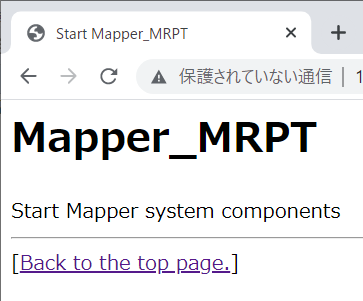 Start Mapper_MRPT
保護されていない通信
Mapper_MRPT
Start Mapper system components
[Back to the top page.]